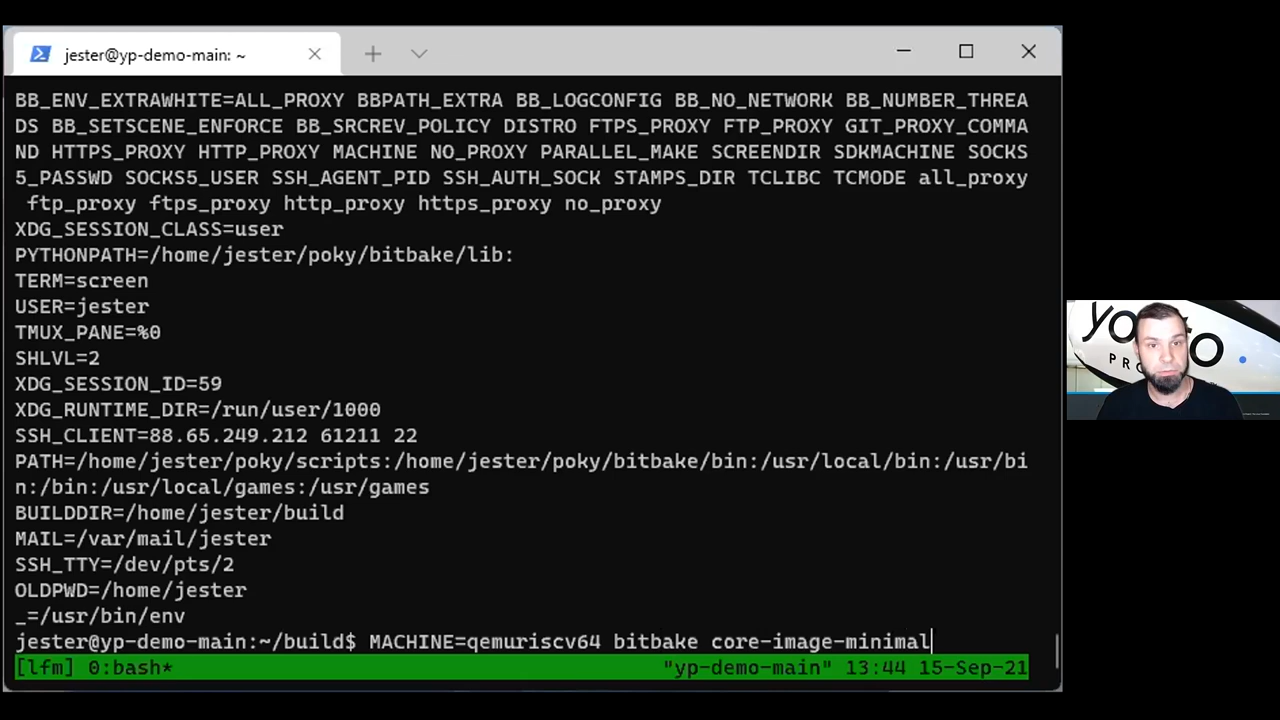 jester@yp-demo-main: ~
BB_ENV_EXTRAWHITE=ALL_PROXY BBPATH_EXTRA BB_LOGCONFIG BB_NO_NETWORK BB_NUMBER_THREA
DS BB_SETSCENE_ENFORCE BB_SRCREV_POLICY DISTRO FTPS_PROXY FTP_PROXY GIT_PROXY_COMMA
ND HTTPS_PROXY HTTP_PROXY MACHINE NO_PROXY PARALLEL_MAKE SCREENDIR SDKMACHINE SOCKS
5_PASSWD SOCKS5_USER SSH_AGENT_PID SSH_AUTH_SOCK STAMPS_DIR TCLIBC TCMODE all_proxy
 ftp_proxy ftps_proxy http_proxy https_proxy no_proxy
XDG_SESSION_CLASS=user
PYTHONPATH=/home/jester/poky/bitbake/lib:
TERM=screen
USER=jester
TMUX_PANE=%0
SHLVL=2
XDG_SESSION_ID=59
XDG_RUNTIME_DIR=/run/user/1000
SSH_CLIENT=88.65.249.212 61211 22
PATH=/home/jester/poky/scripts:/home/jester/poky/bitbake/bin:/usr/local/bin:/usr/bi
n:/bin:/usr/local/games:/usr/games
BUILDDIR=/home/jester/build
MAIL=/var/mail/jester
SSH_TTY=/dev/pts/2
OLDPWD=/home/jester
_=/usr/bin/env
jester@yp-demo-main:~/build$ MACHINE=qemuriscv64 bitbake core-image-minimal
[lfm] 0:bash* "yp-demo-main" 13:44 15-Sep-21